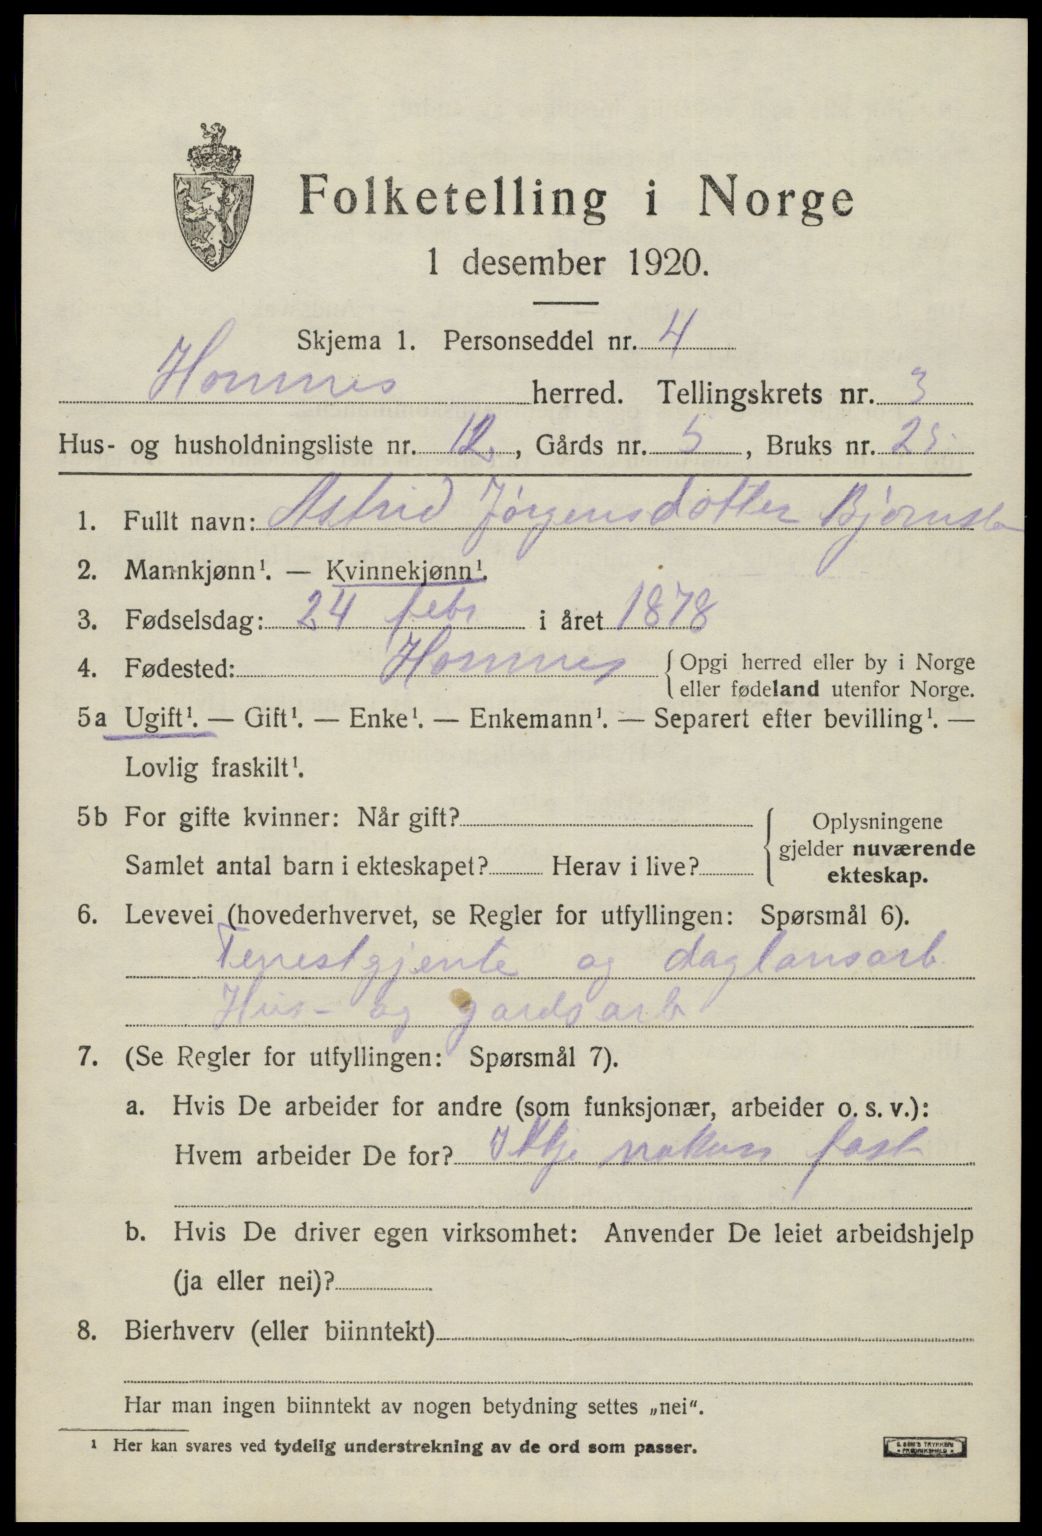 Folketelling i Norge
1 desember 1920.
Skjema 1. Personseddel nr. 4
Hommes herred. Tellingskrets nr. 3
Hus- og husholdningsliste nr. 12, Gårds nr. 5, Bruks nr. 25
1. Fullt navn: Astrid Jørgensdotter
2. Mannkjønn¹. — Kvinnekjønn¹.
3. Fødselsdag: 24 febr i året 1878
4. Fødested: Hommes { Opgi herred eller by i Norge
eller fødeland utenfor Norge.
5a Ugift¹. — Gift¹. — Enke¹. — Enkemann¹. — Separert efter bevilling¹. —
Lovlig fraskilt¹.
5b For gifte kvinner: Når gift? { Oplysningene
gjelder nuværende
Samlet antal barn i ekteskapet? Herav i live? ekteskap.
6. Levevei (hovederhvervet, se Regler for utfyllingen: Spørsmål 6).
Tenestgjente og daglonsarb
Hus- og gardsarb
7. (Se Regler for utfyllingen: Spørsmål 7).
a. Hvis De arbeider for andre (som funksjonær, arbeider o. s. v.):
Hvem arbeider De for? Ikkje nokon fast
b. Hvis De driver egen virksomhet: Anvender De leiet arbeidshjelp
(ja eller nei)?
8. Bierhverv (eller biinntekt)
Har man ingen biinntekt av nogen betydning settes „nei“.
¹ Her kan svares ved tydelig understrekning av de ord som passer.